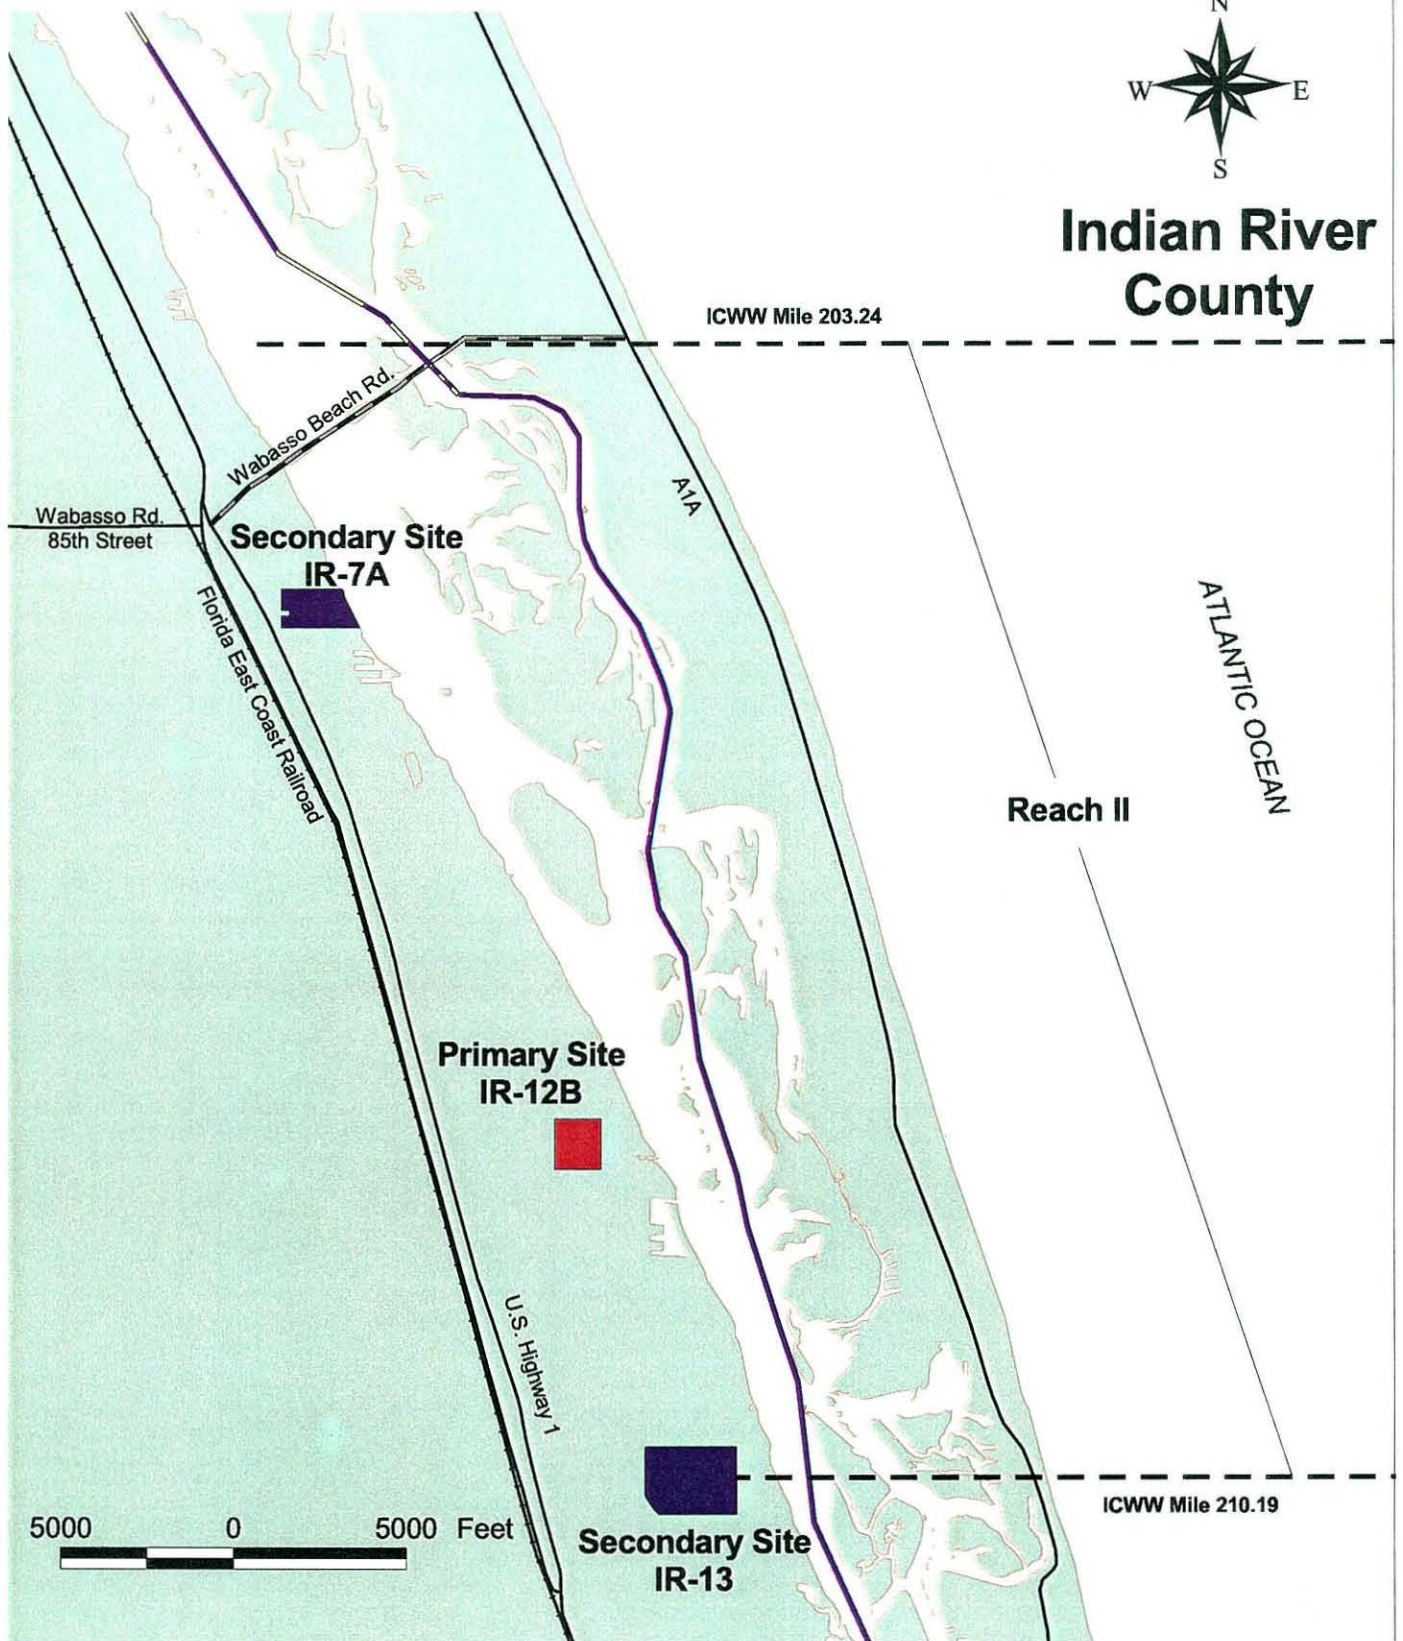 N
W
E
S
Indian River
County
ICWW Mile 203.24
Wabasso Beach Rd.
A1A
Wabasso Rd.
85th Street
Secondary Site
IR-7A
Florida East Coast Railroad
ATLANTIC OCEAN
Reach II
Primary Site
IR-12B
U.S. Highway 1
ICWW Mile 210.19
5000 0 5000 Feet
Secondary Site
IR-13